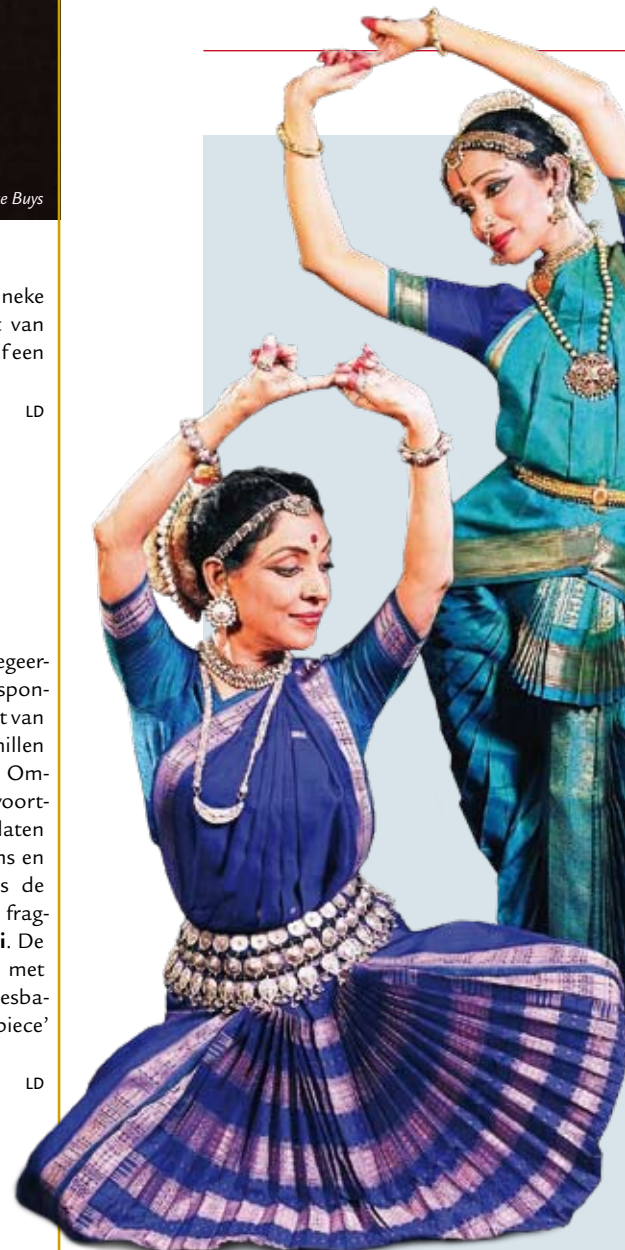 e Buys
neke
van
feen
LD
egeer-
spon-
t van
hillen
Om-
voort-
laten
ns en
s de
frag-
i. De
met
esba-
piece'
LD